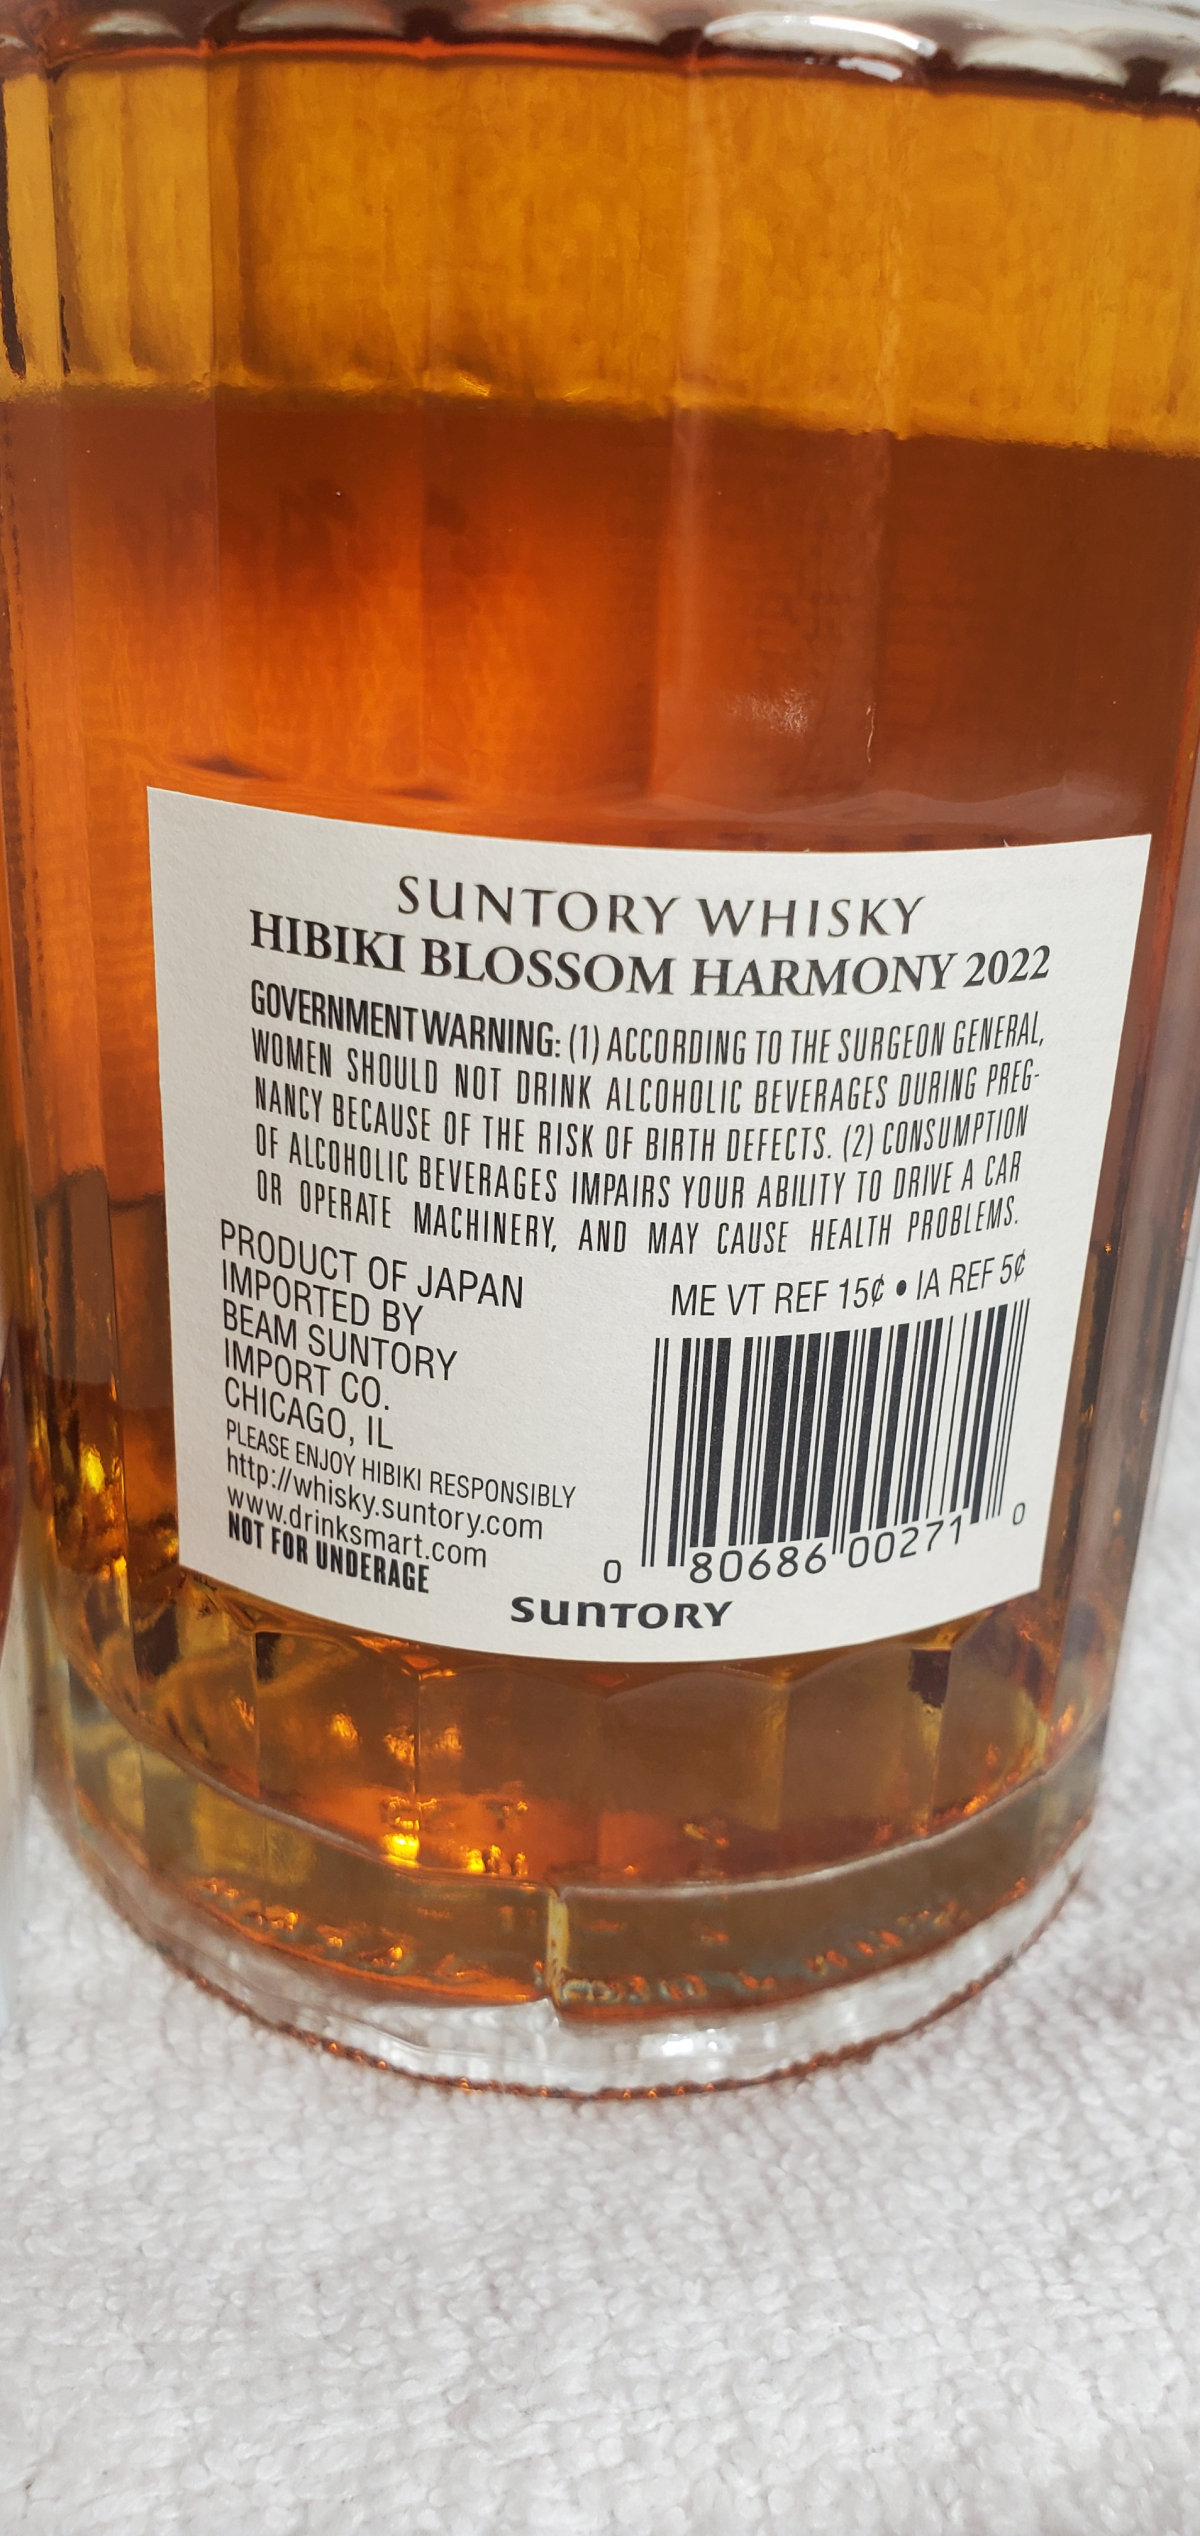 SUNTORY WHISKY
HIBIKI BLOSSOM HARMONY 2022
GOVERNMENT WARNING: (1) ACCORDING TO THE SURGEON GENERAL,
WOMEN SHOULD NOT DRINK ALCOHOLIC BEVERAGES DURING PREG-
NANCY BECAUSE OF THE RISK OF BIRTH DEFECTS. (2) CONSUMPTION
OF ALCOHOLIC BEVERAGES IMPAIRS YOUR ABILITY TO DRIVE A CAR
OR OPERATE MACHINERY, AND MAY CAUSE HEALTH PROBLEMS.
PRODUCT OF JAPAN
IMPORTED BY
BEAM SUNTORY
IMPORT CO.
CHICAGO, IL
PLEASE ENJOY HIBIKI RESPONSIBLY
http://whisky.suntory.com
www.drinksmart.com
NOT FOR UNDERAGE
ME VT REF 15¢ • IA REF 5¢
0 80686 00271 0
SUNTORY